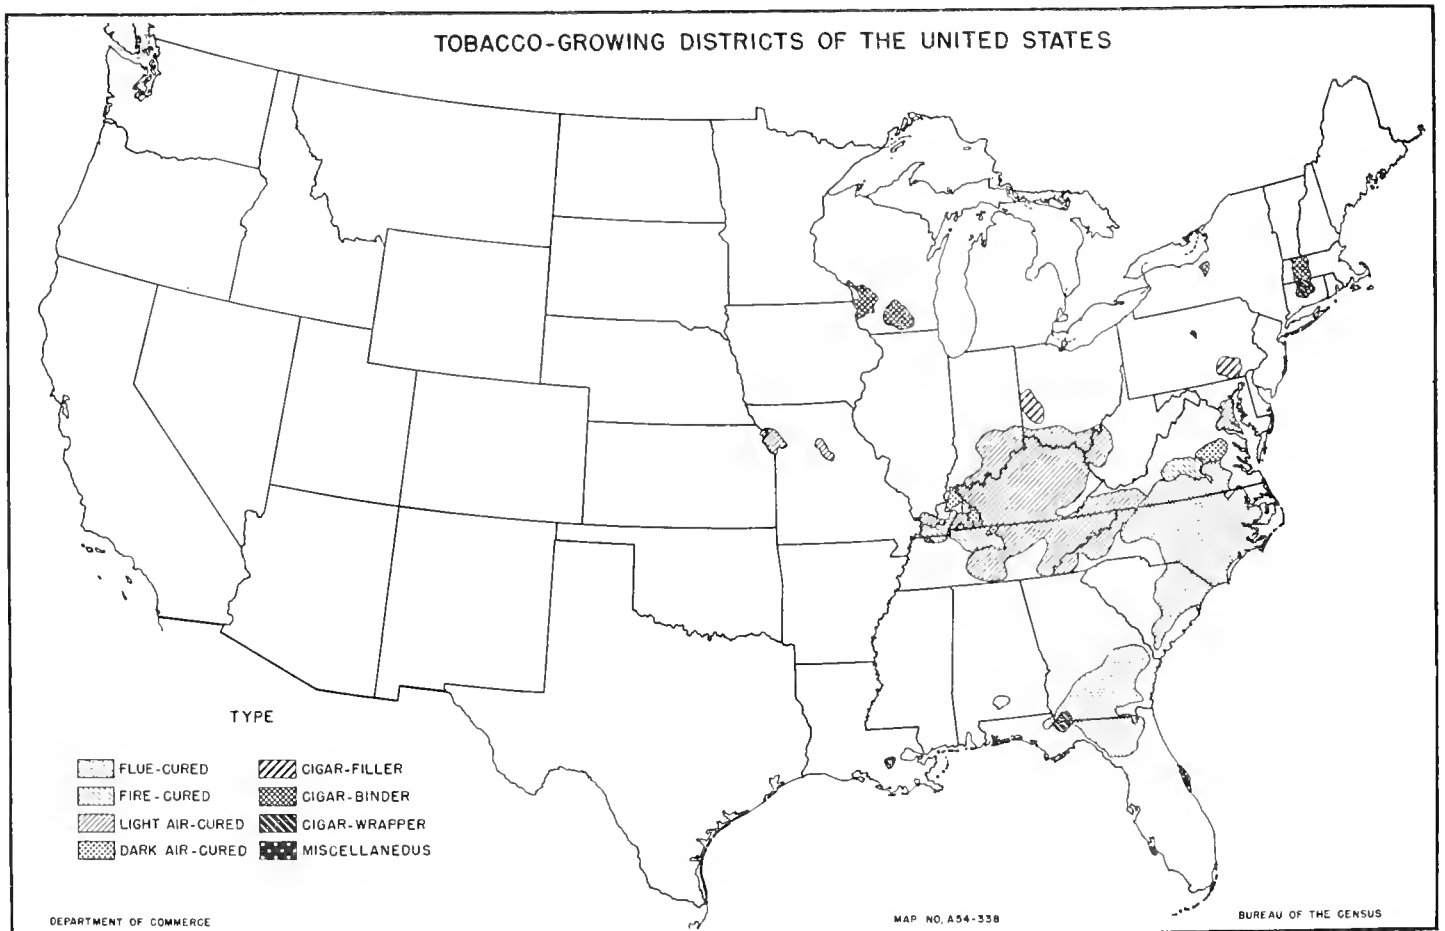 TOBACCO-GROWING DISTRICTS OF THE UNITED STATES
TYPE
FLUE-CURED
FIRE-CURED
LIGHT AIR-CURED
DARK AIR-CURED
CIGAR-FILLER
CIGAR-BINDER
CIGAR-WRAPPER
MISCELLANEOUS
DEPARTMENT OF COMMERCE
MAP NO. A54-338
BUREAU OF THE CENSUS